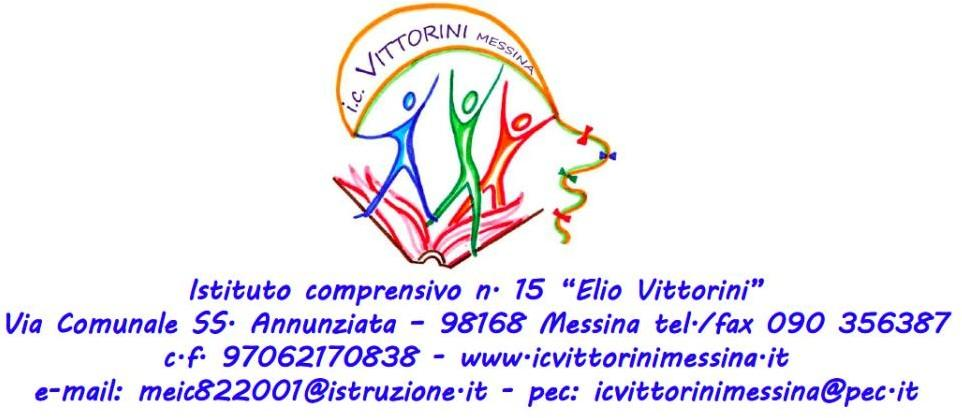 i.c. VITTORINI MESSINA
Istituto comprensivo n. 15 “Elio Vittorini”
Via Comunale SS. Annunziata – 98168 Messina tel./fax 090 356387
c.f. 97062170838 - www.icvittorinimessina.it
e-mail: meic822001@istruzione.it - pec: icvittorinimessina@pec.it